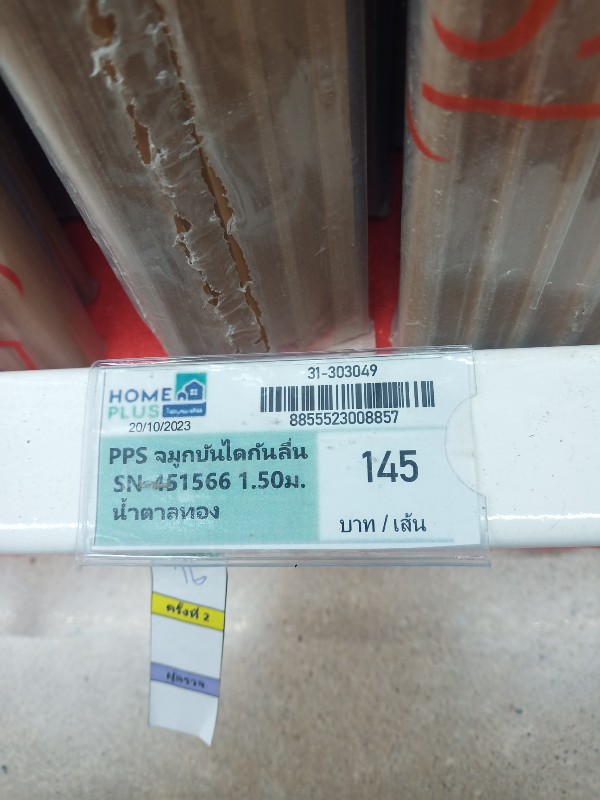 31-303049
HOME
PLUS
8855523008857
20/10/2023
PPS จมูกบันไดกันลื่น
SN-451566 1.50ม.
น้ำตาลทอง
145
บาท / เส้น
ครั้งที่ 2